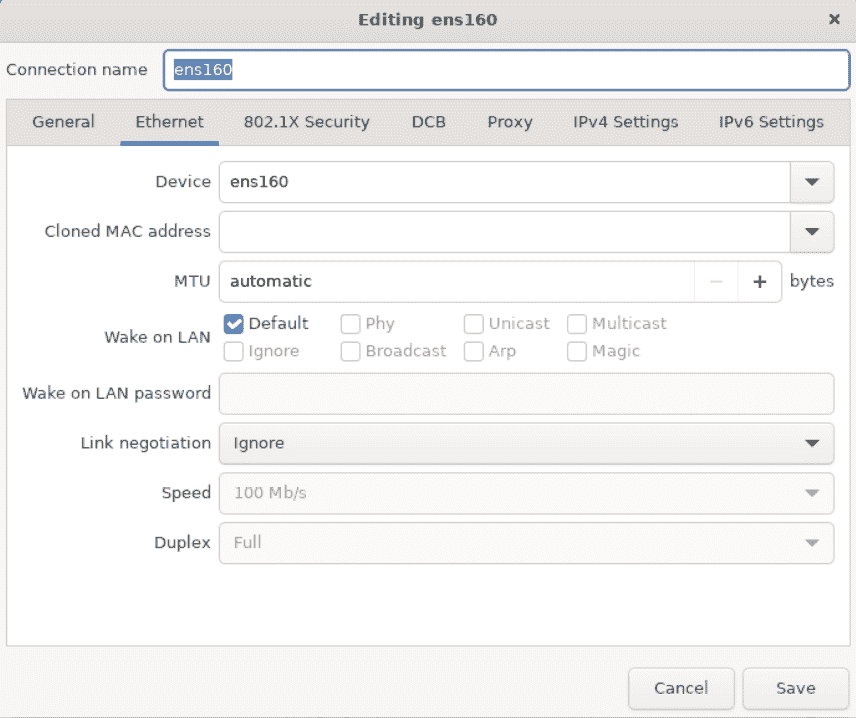 Editing ens160 ×
Connection name ens160
General Ethernet 802.1X Security DCB Proxy IPv4 Settings IPv6 Settings
Device ens160
Cloned MAC address
MTU automatic − + bytes
Wake on LAN
Default Phy Unicast Multicast
Ignore Broadcast Arp Magic
Wake on LAN password
Link negotiation Ignore
Speed 100 Mb/s
Duplex Full
Cancel Save